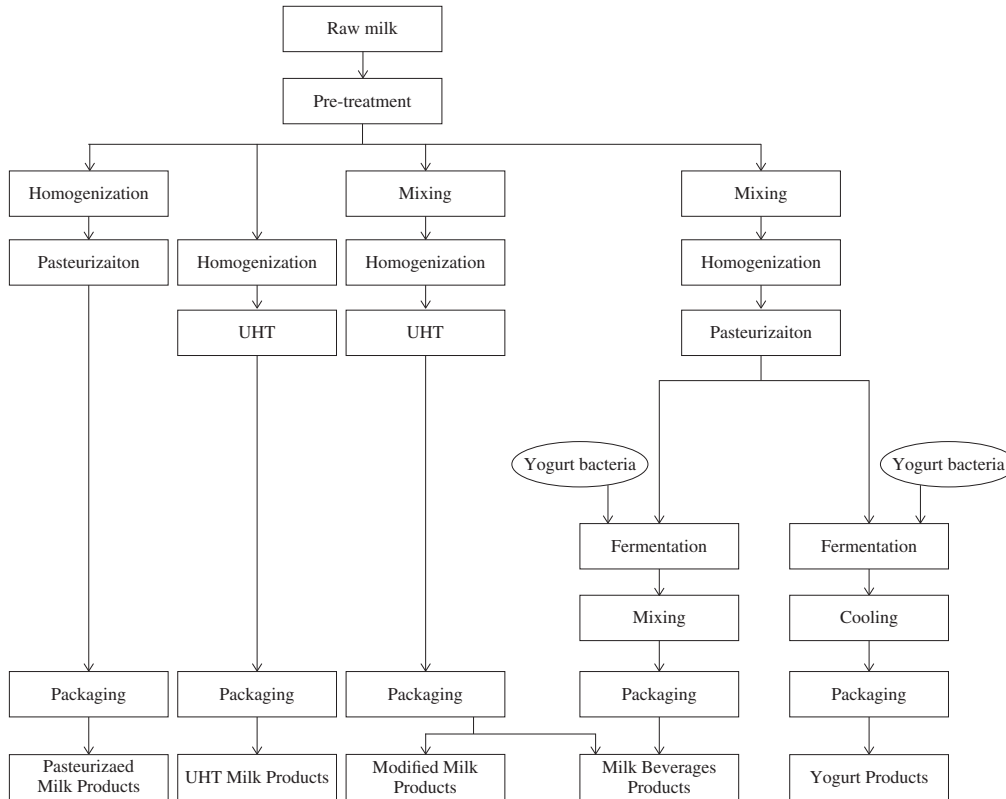 Raw milk
Pre-treatment
Homogenization
Mixing
Mixing
Pasteurizaiton
Homogenization
Homogenization
Homogenization
UHT
UHT
Pasteurizaiton
Yogurt bacteria
Yogurt bacteria
Fermentation
Fermentation
Mixing
Cooling
Packaging
Packaging
Packaging
Packaging
Packaging
Pasteurizaed
Milk Products
UHT Milk Products
Modified Milk
Products
Milk Beverages
Products
Yogurt Products